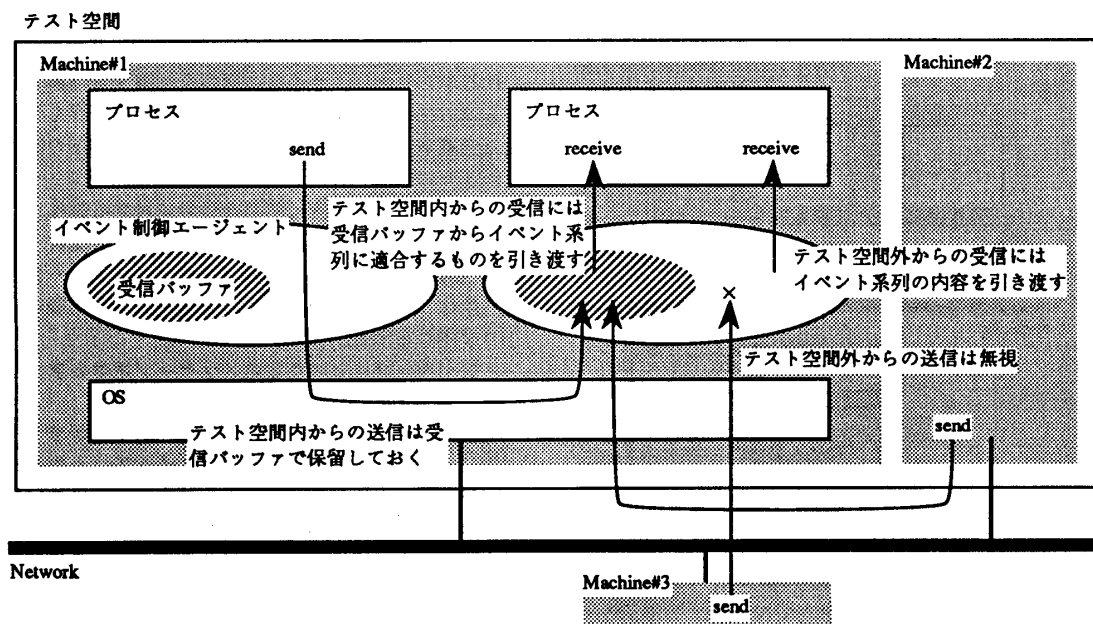 テスト空間
Machine#1
Machine#2
プロセス
プロセス
send
receive
receive
イベント制御エージェント
テスト空間内からの受信には
受信バッファからイベント系
列に適合するものを引き渡す
受信バッファ
テスト空間外からの受信には
イベント系列の内容を引き渡す
×
テスト空間外からの送信は無視
OS
テスト空間内からの送信は受
信バッファで保留しておく
send
Network
Machine#3
send